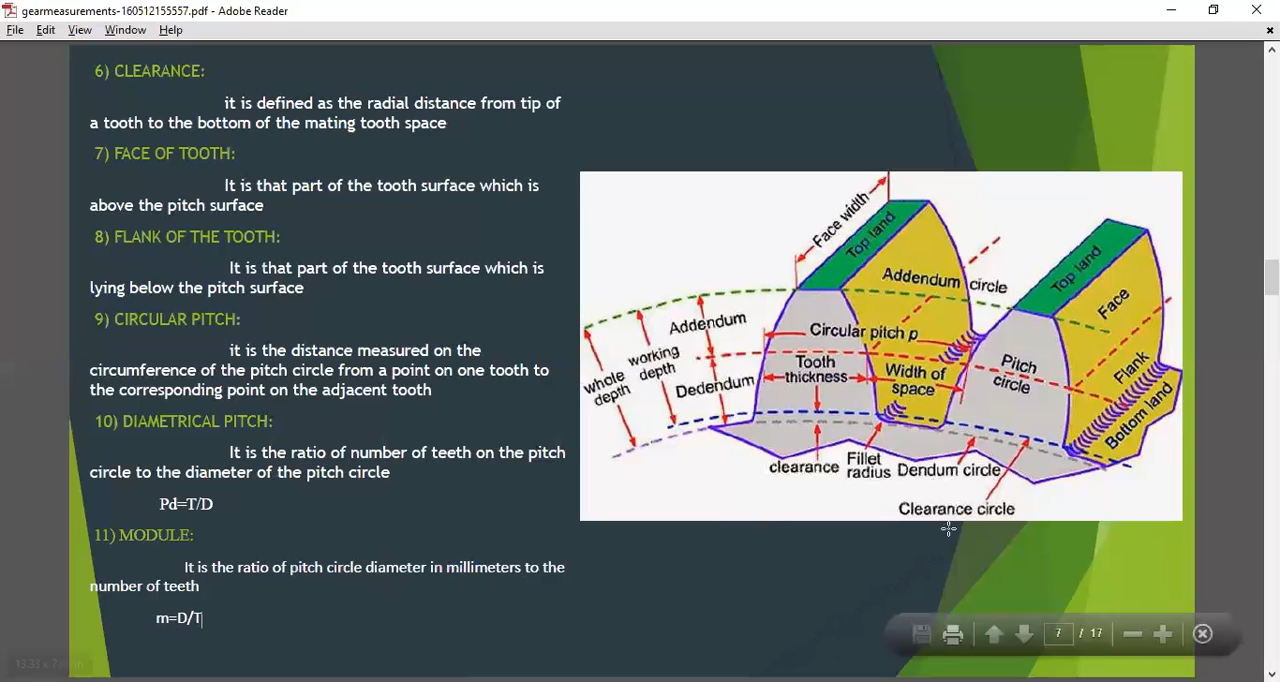 gearmeasurements-160512155557.pdf - Adobe Reader
File Edit View Window Help
6) CLEARANCE:
it is defined as the radial distance from tip of
a tooth to the bottom of the mating tooth space
7) FACE OF TOOTH:
It is that part of the tooth surface which is
above the pitch surface
8) FLANK OF THE TOOTH:
It is that part of the tooth surface which is
lying below the pitch surface
9) CIRCULAR PITCH:
it is the distance measured on the
circumference of the pitch circle from a point on one tooth to
the corresponding point on the adjacent tooth
10) DIAMETRICAL PITCH:
It is the ratio of number of teeth on the pitch
circle to the diameter of the pitch circle
Pd=T/D
11) MODULE:
It is the ratio of pitch circle diameter in millimeters to the
number of teeth
m=D/T
Face width
Top land
Top land
Addendum circle
Face
Addendum
Circular pitch p
whole
depth
working
depth
Dedendum
Tooth
thickness
Width of
space
Pitch
circle
Flank
Bottom land
clearance
Fillet
radius
Dendum circle
Clearance circle
7 / 17